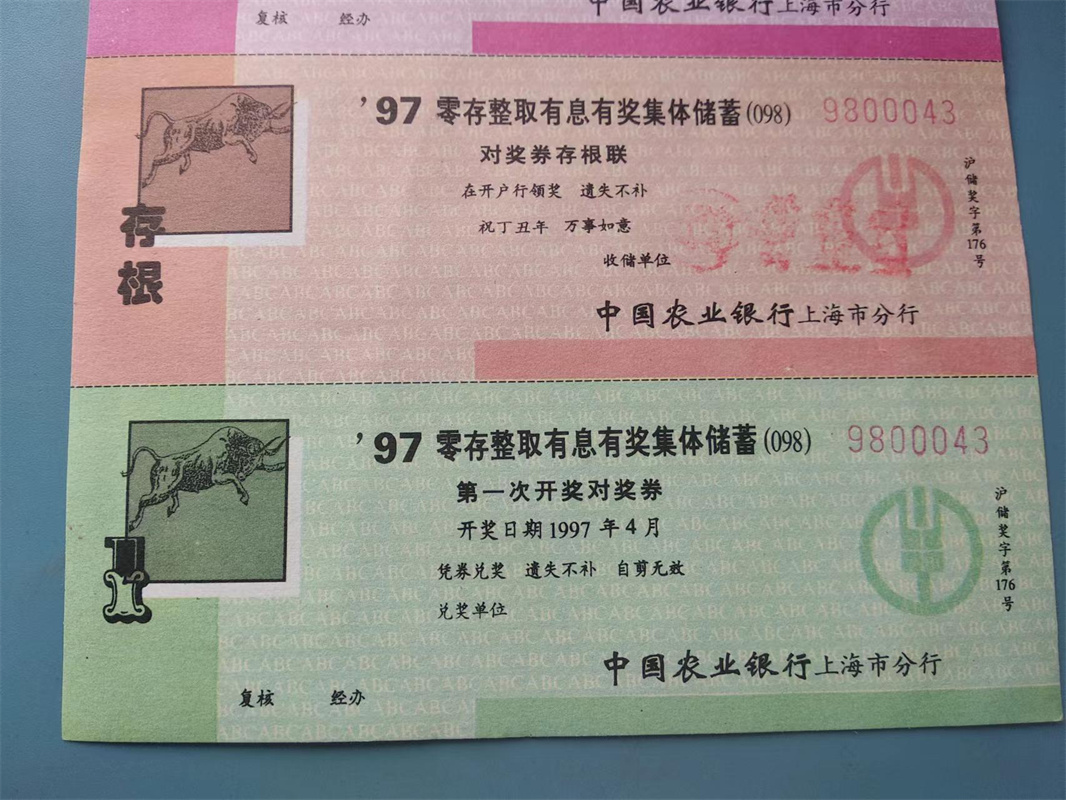 中国农业银行上海市分行
复核 经办
'97 零存整取有息有奖集体储蓄(098) 9800043
对奖券存根联
在开户行领奖 遗失不补
祝丁丑年 万事如意
收储单位
中国农业银行上海市分行
存根
沪储奖字第176号
'97 零存整取有息有奖集体储蓄(098) 9800043
第一次开奖对奖券
开奖日期1997年4月
凭券兑奖 遗失不补 自剪无效
兑奖单位
中国农业银行上海市分行
1
沪储奖字第176号
复核 经办